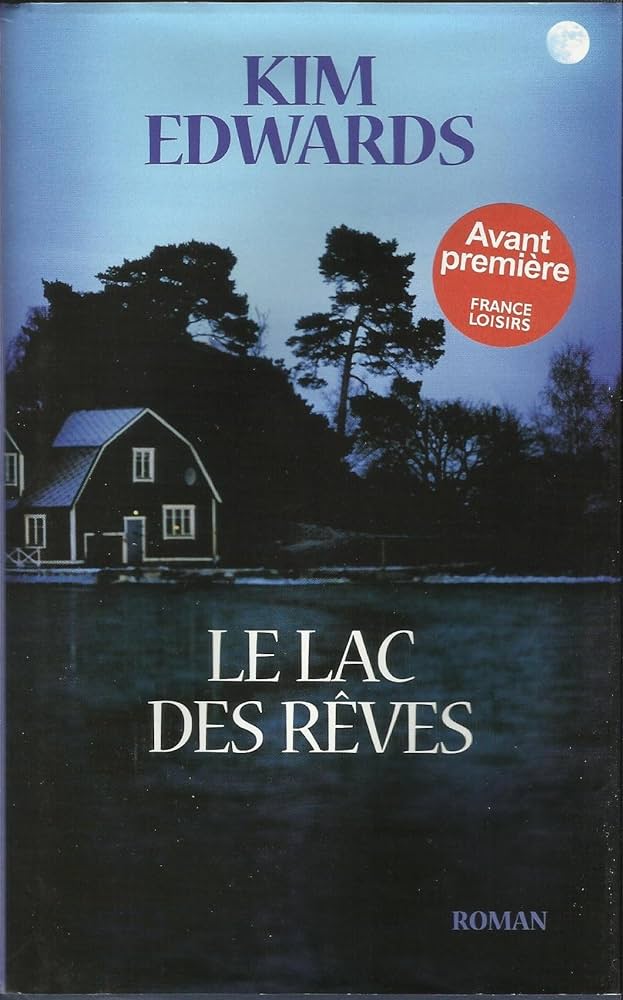 KIM
EDWARDS
Avant
première
FRANCE
LOISIRS
LE LAC
DES RÊVES
ROMAN